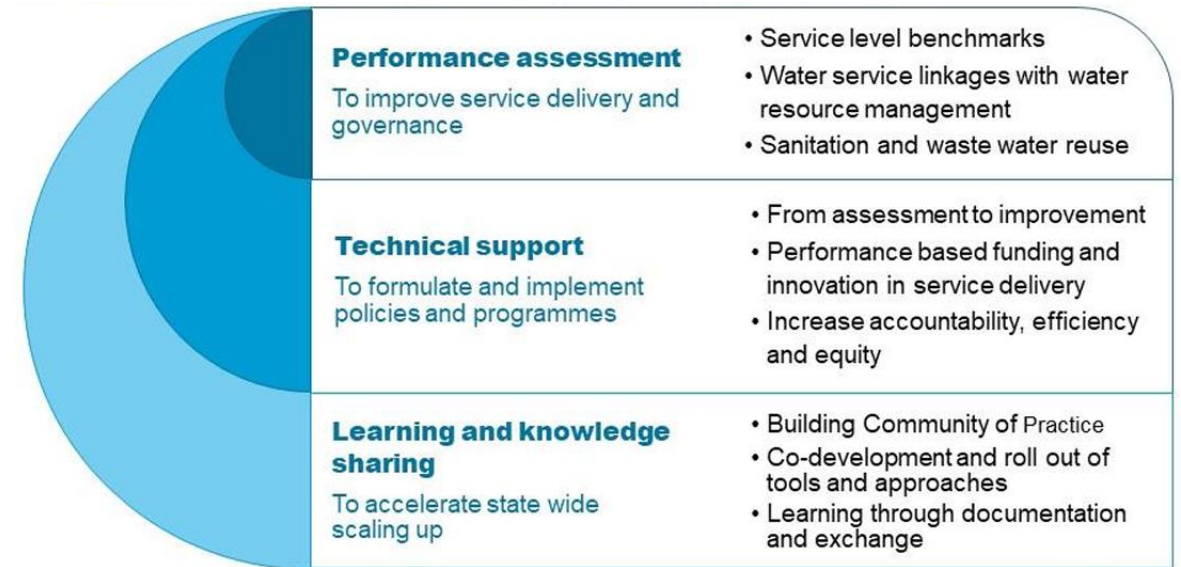 Performance assessment
To improve service delivery and
governance
• Service level benchmarks
• Water service linkages with water
resource management
• Sanitation and waste water reuse
Technical support
To formulate and implement
policies and programmes
• From assessment to improvement
• Performance based funding and
innovation in service delivery
• Increase accountability, efficiency
and equity
Learning and knowledge
sharing
To accelerate state wide
scaling up
• Building Community of Practice
• Co-development and roll out of
tools and approaches
• Learning through documentation
and exchange